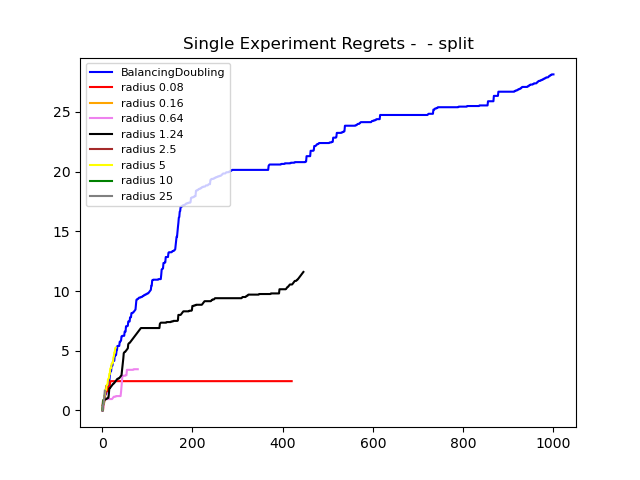 Single Experiment Regrets -  - split
BalancingDoubling
radius 0.08
radius 0.16
radius 0.64
radius 1.24
radius 2.5
radius 5
radius 10
radius 25
25
20
15
10
5
0
0 200 400 600 800 1000